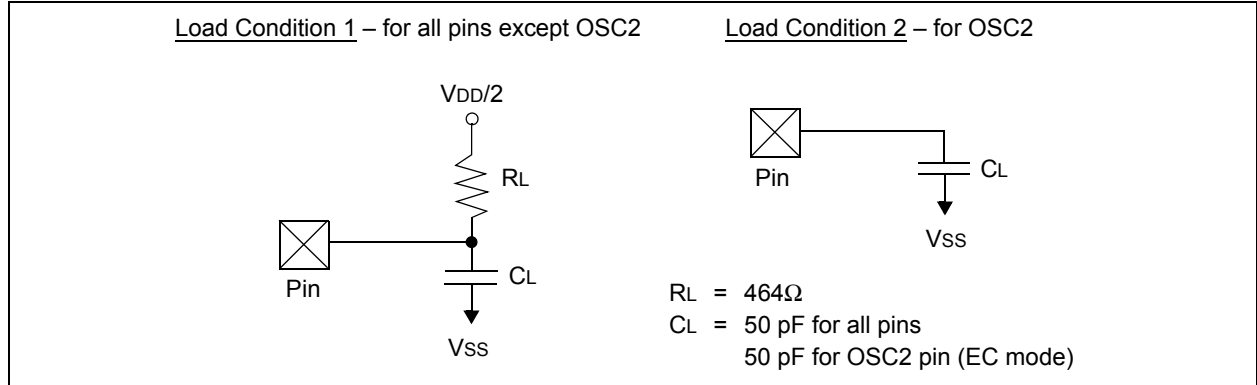 Load Condition 1 – for all pins except OSC2
Load Condition 2 – for OSC2
VDD/2
RL
Pin
CL
VSS
Pin
CL
VSS
RL = 464Ω
CL = 50 pF for all pins
50 pF for OSC2 pin (EC mode)